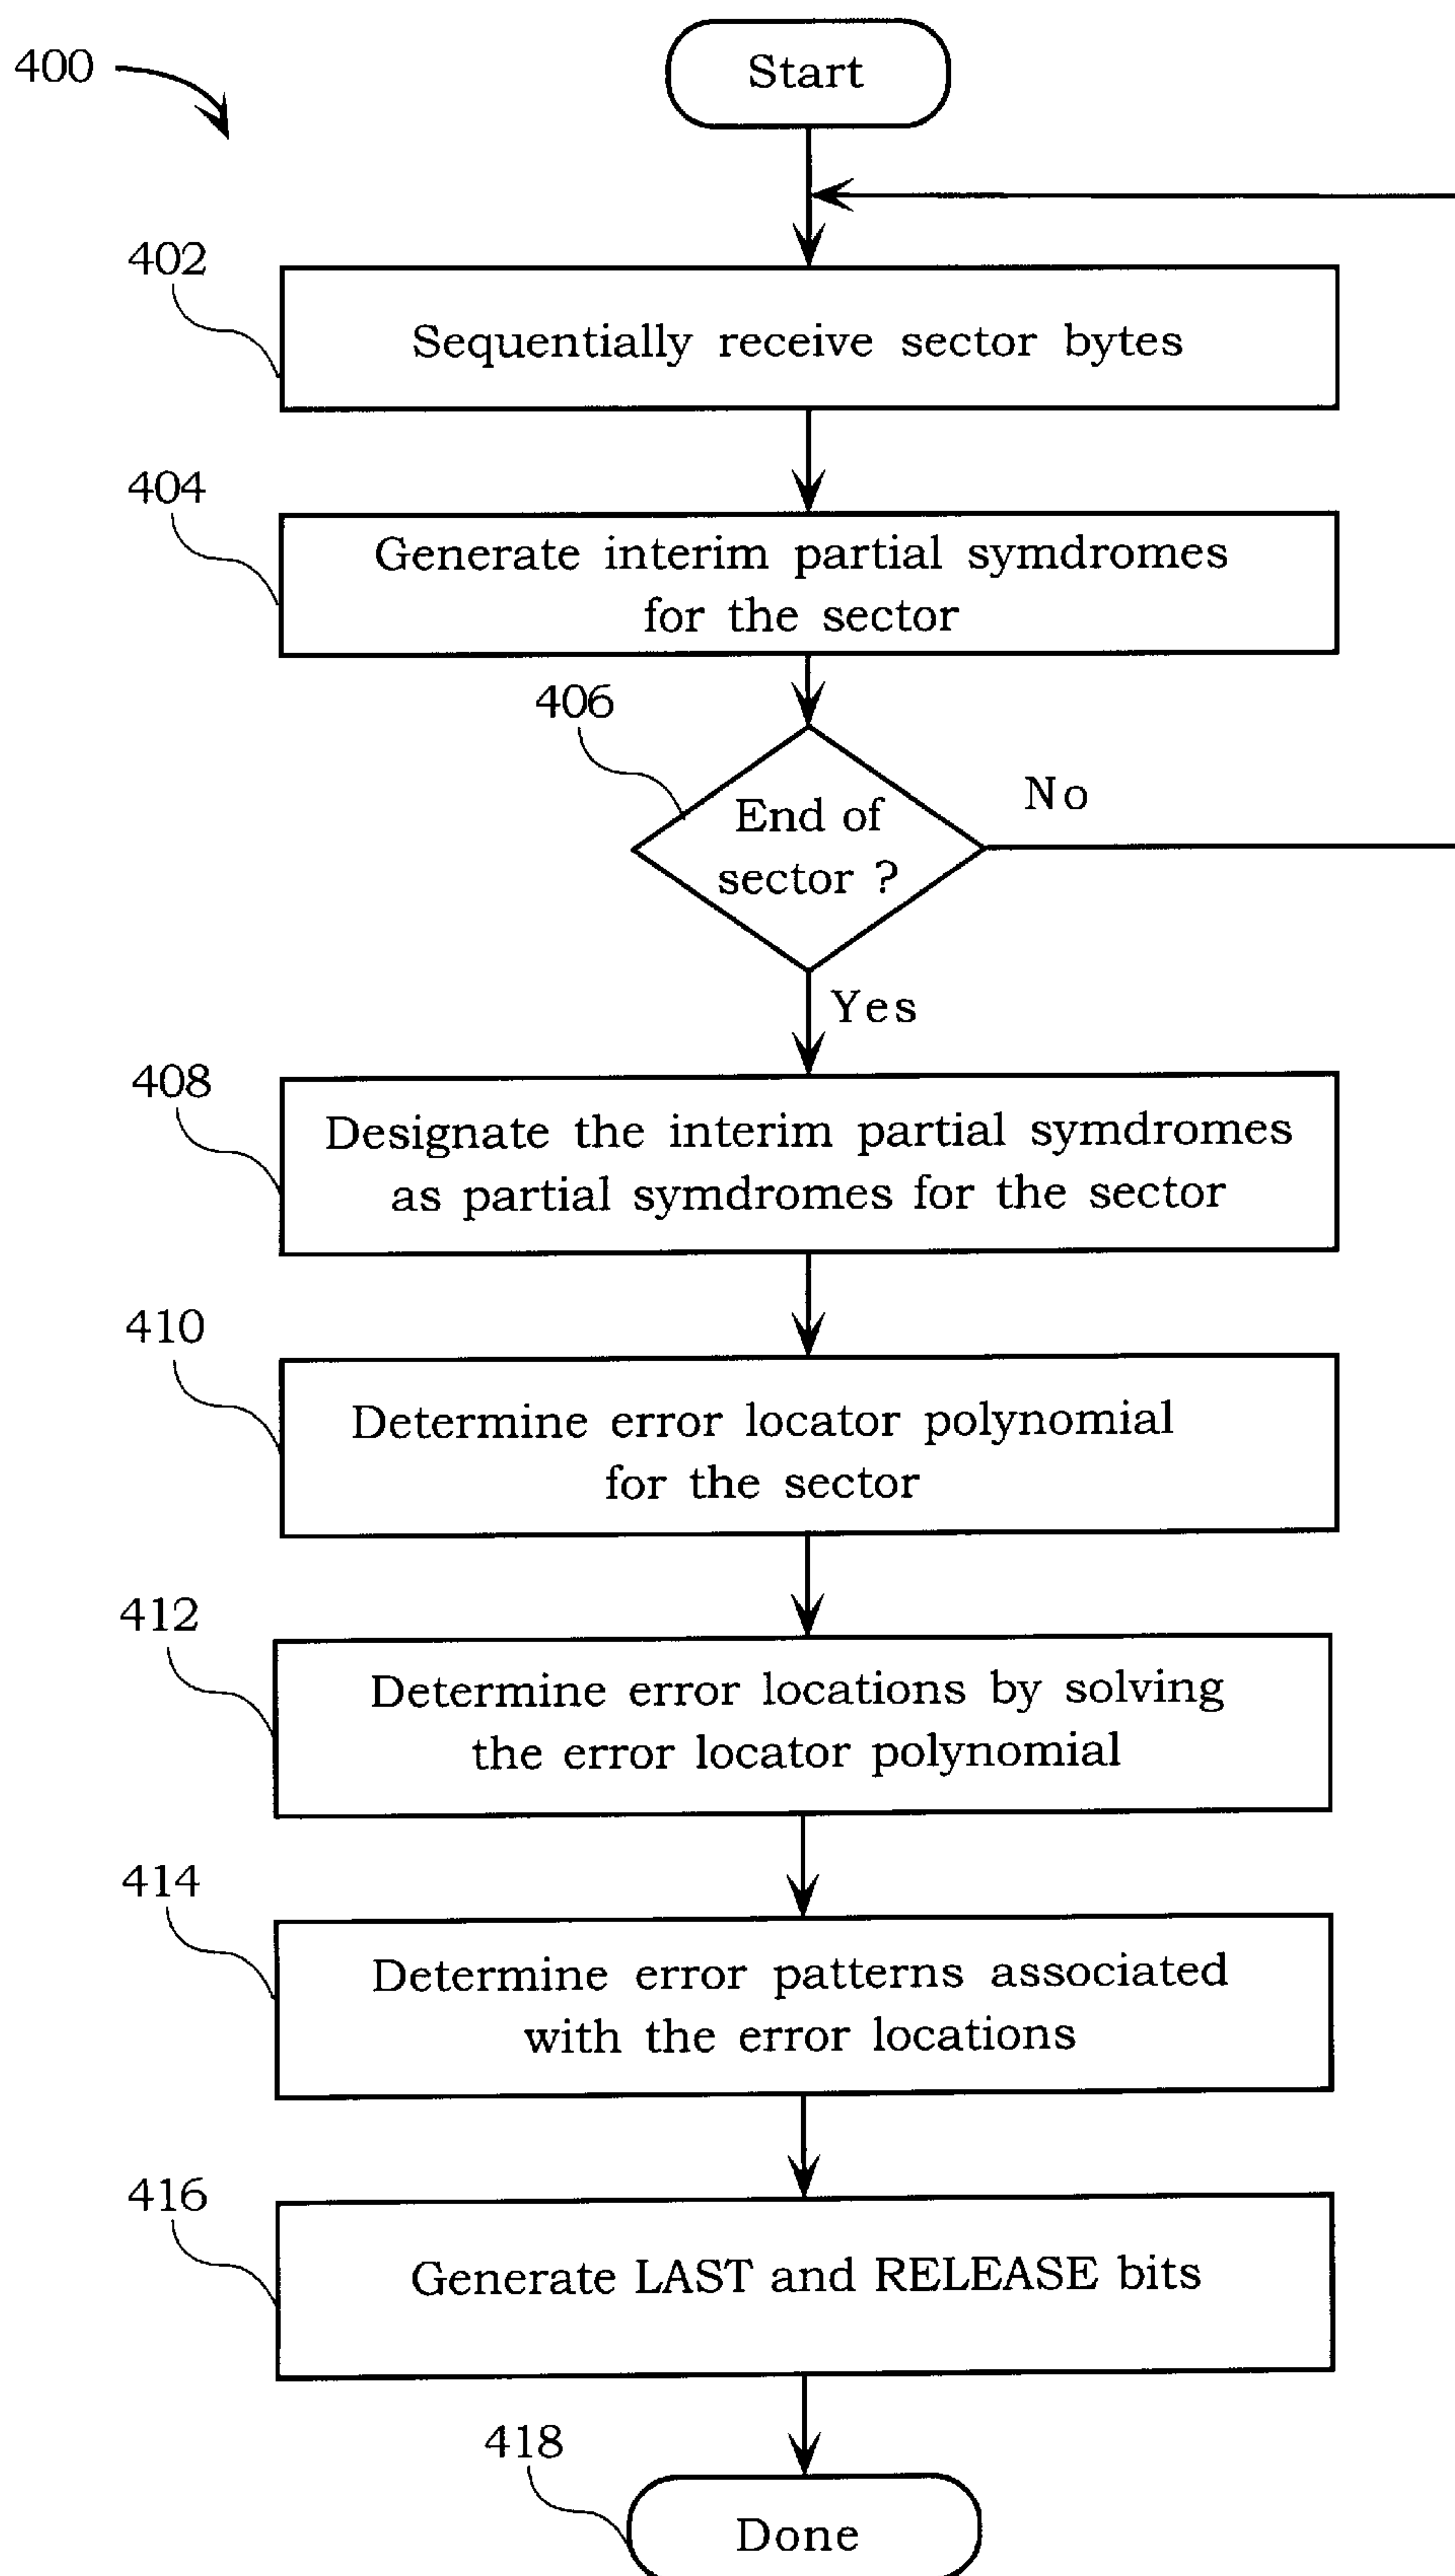 400
Start
402
Sequentially receive sector bytes
404
Generate interim partial symdromes
for the sector
406
End of
sector ?
No
Yes
408
Designate the interim partial symdromes
as partial symdromes for the sector
410
Determine error locator polynomial
for the sector
412
Determine error locations by solving
the error locator polynomial
414
Determine error patterns associated
with the error locations
416
Generate LAST and RELEASE bits
418
Done